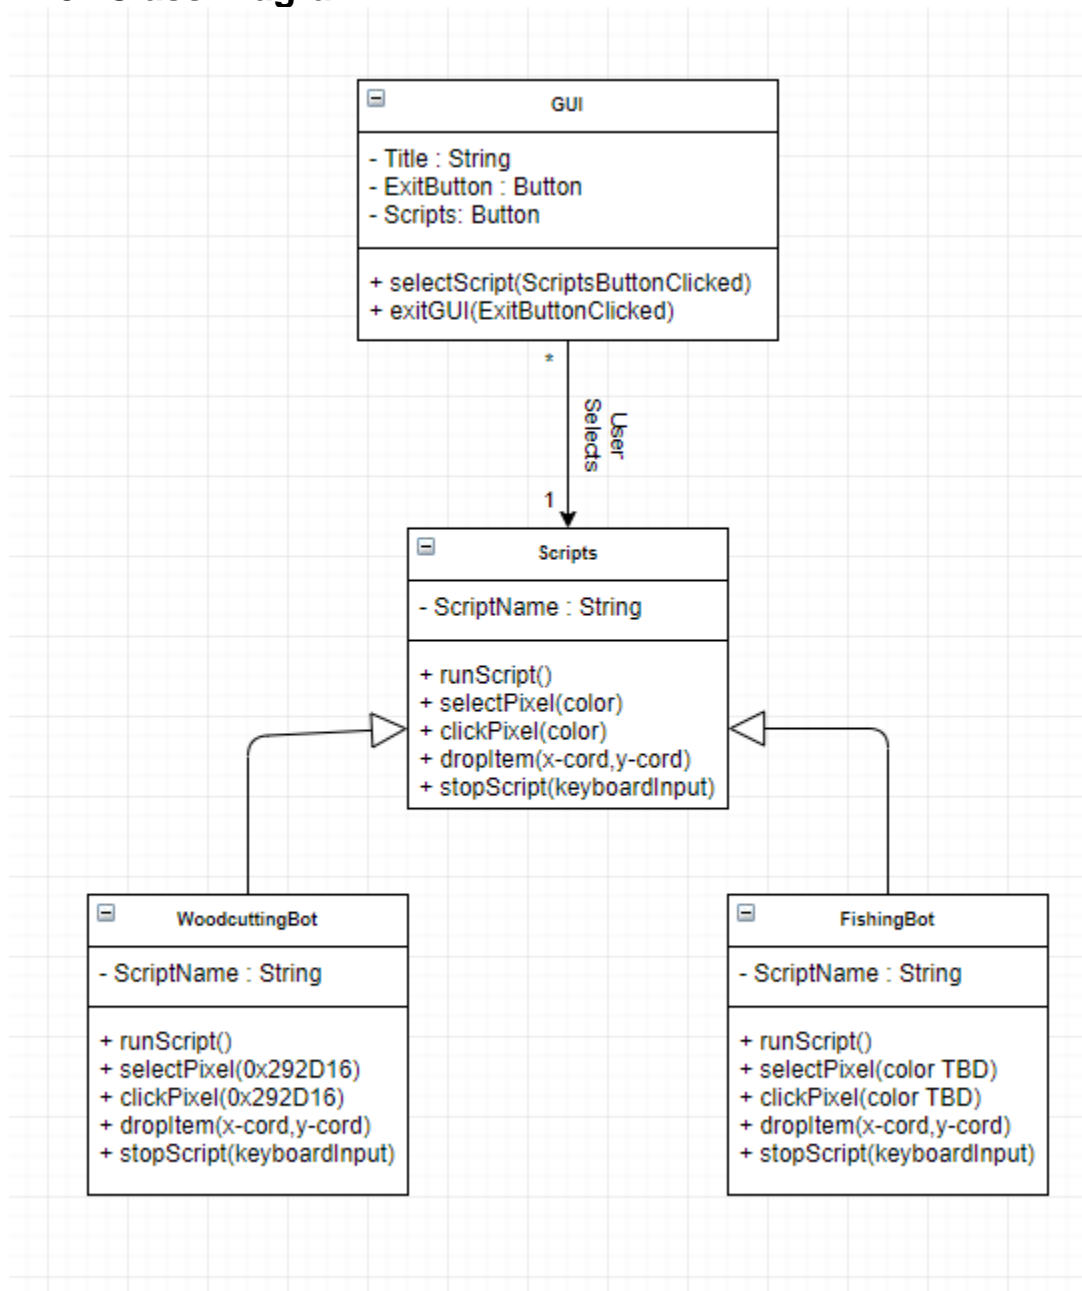 GUI
- Title : String
- ExitButton : Button
- Scripts: Button
+ selectScript(ScriptsButtonClicked)
+ exitGUI(ExitButtonClicked)
*
User
Selects
1
Scripts
- ScriptName : String
+ runScript()
+ selectPixel(color)
+ clickPixel(color)
+ dropItem(x-cord,y-cord)
+ stopScript(keyboardInput)
WoodcuttingBot
- ScriptName : String
+ runScript()
+ selectPixel(0x292D16)
+ clickPixel(0x292D16)
+ dropItem(x-cord,y-cord)
+ stopScript(keyboardInput)
FishingBot
- ScriptName : String
+ runScript()
+ selectPixel(color TBD)
+ clickPixel(color TBD)
+ dropItem(x-cord,y-cord)
+ stopScript(keyboardInput)